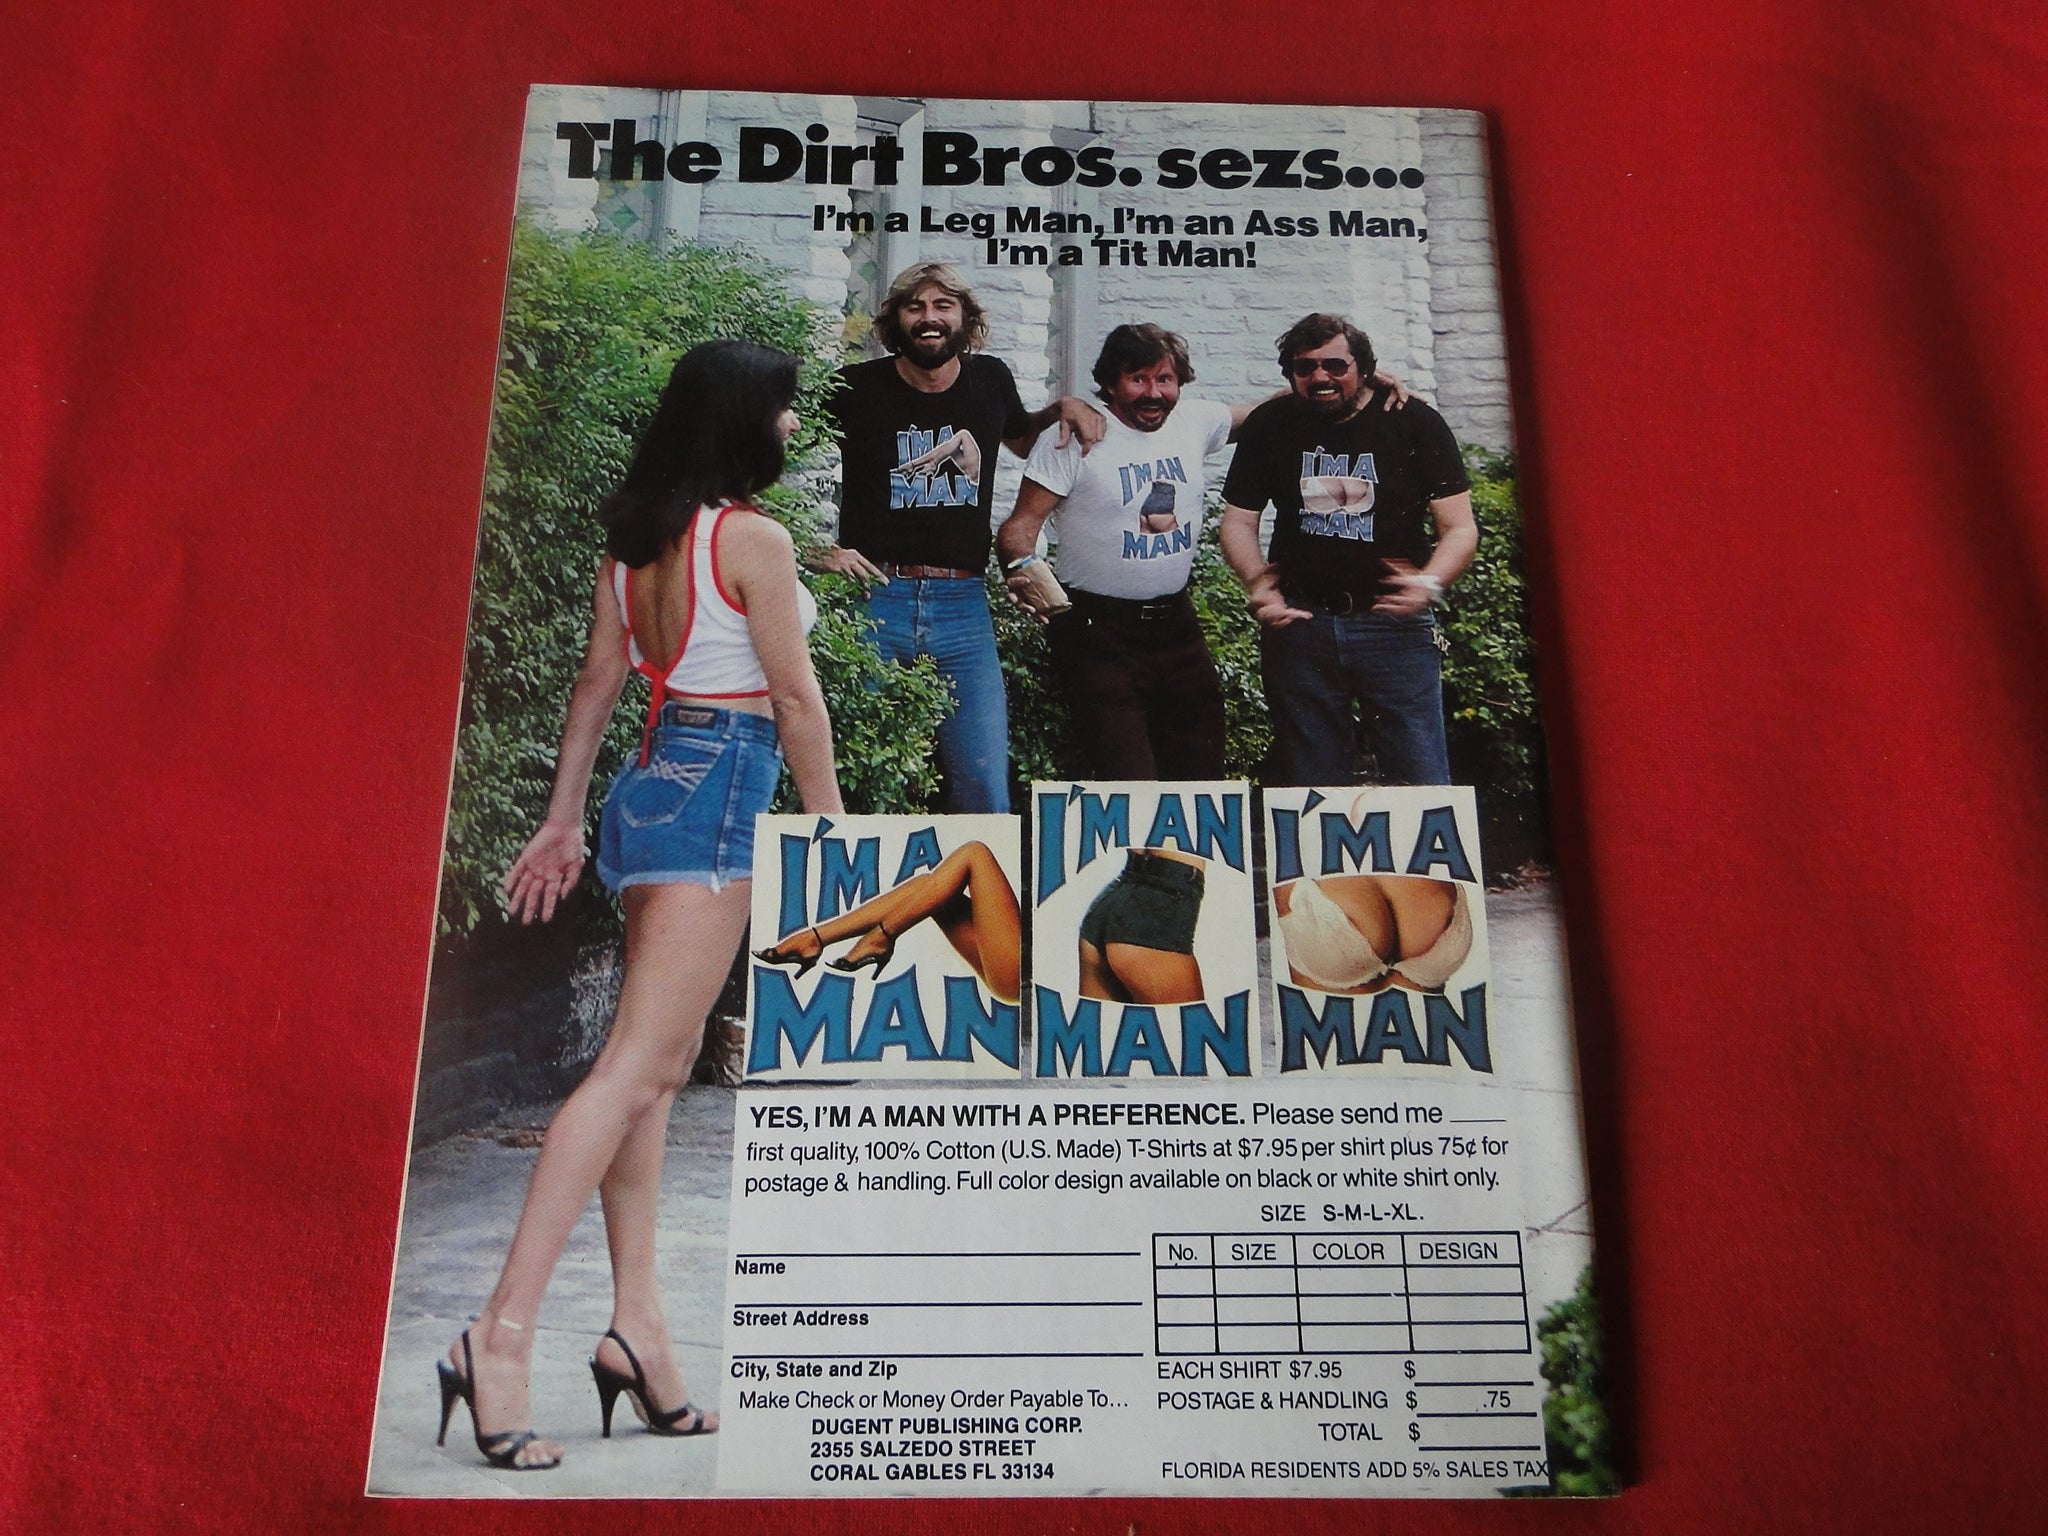 The Dirt Bros. sezs...
I'm a Leg Man, I'm an Ass Man,
I'm a Tit Man!
I'M A
MAN
I'M AN
MAN
I'M A
MAN
I'M A
MAN
I'M AN
MAN
I'M A
MAN
YES, I'M A MAN WITH A PREFERENCE. Please send me ____
first quality, 100% Cotton (U.S. Made) T-Shirts at $7.95 per shirt plus 75¢ for
postage & handling. Full color design available on black or white shirt only.
SIZE S-M-L-XL.
No. SIZE COLOR DESIGN
Name
Street Address
City, State and Zip
Make Check or Money Order Payable To...
DUGENT PUBLISHING CORP.
2355 SALZEDO STREET
CORAL GABLES FL 33134
EACH SHIRT $7.95 $
POSTAGE & HANDLING $ .75
TOTAL $
FLORIDA RESIDENTS ADD 5% SALES TAX